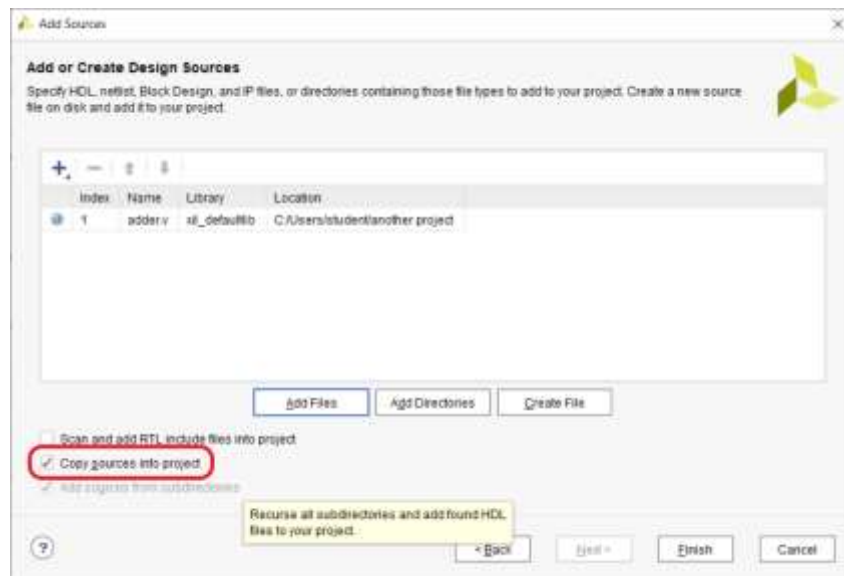 Add Sources
Add or Create Design Sources
Specify HDL, netlist, Block Design, and IP files, or directories containing those file types to add to your project. Create a new source
file on disk and add it to your project.
Index Name Library Location
1 adder.v xil_defaultlib C:/Users/student/another project
Add Files Add Directories Create File
Scan and add RTL include files into project
Copy sources into project
Add sources from subdirectories
Recurse all subdirectories and add found HDL
files to your project.
? < Back Next > Finish Cancel